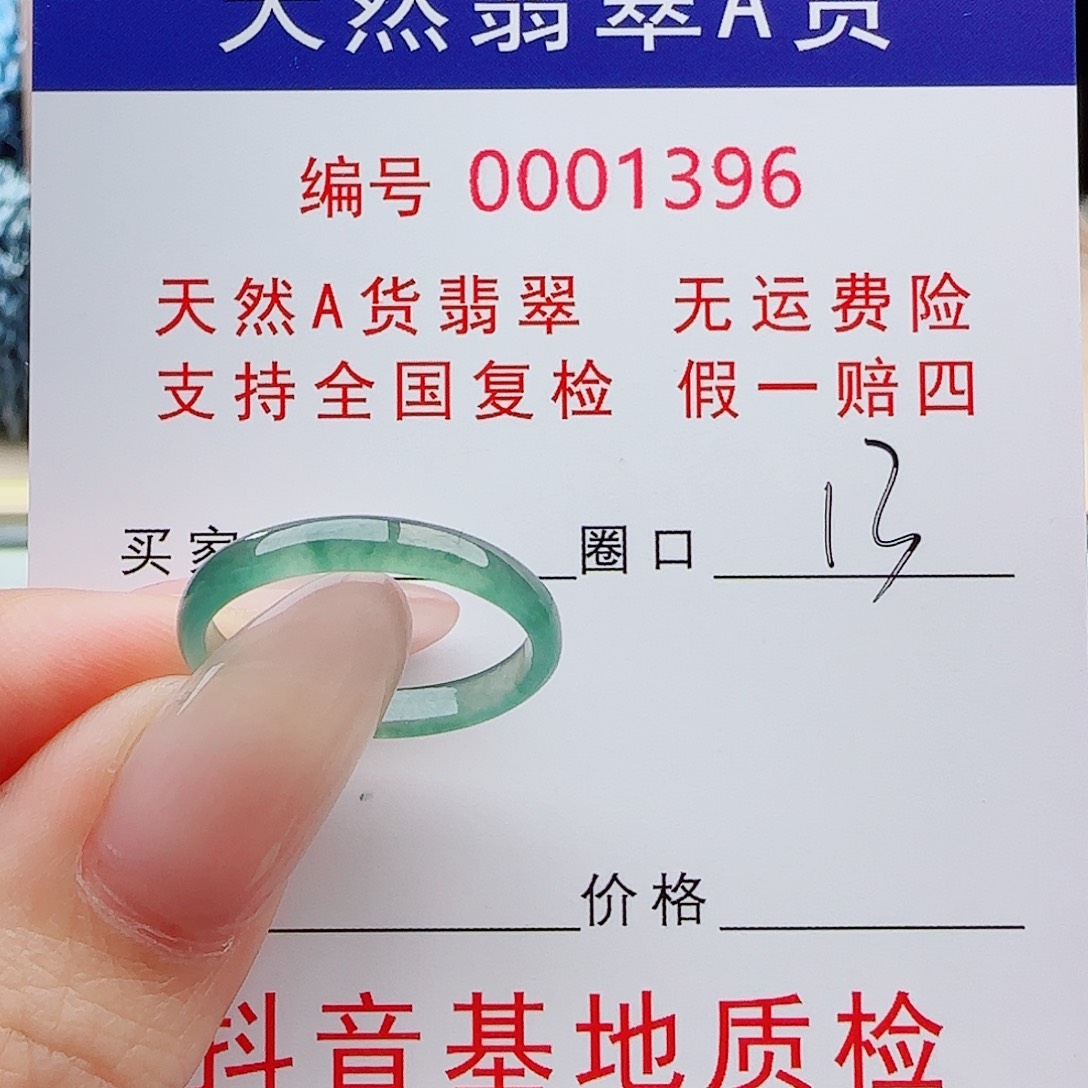 天然翡翠A货
编号 0001396
天然A货翡翠 无运费险
支持全国复检 假一赔四
买家 圈口 13
价格
抖音基地质检